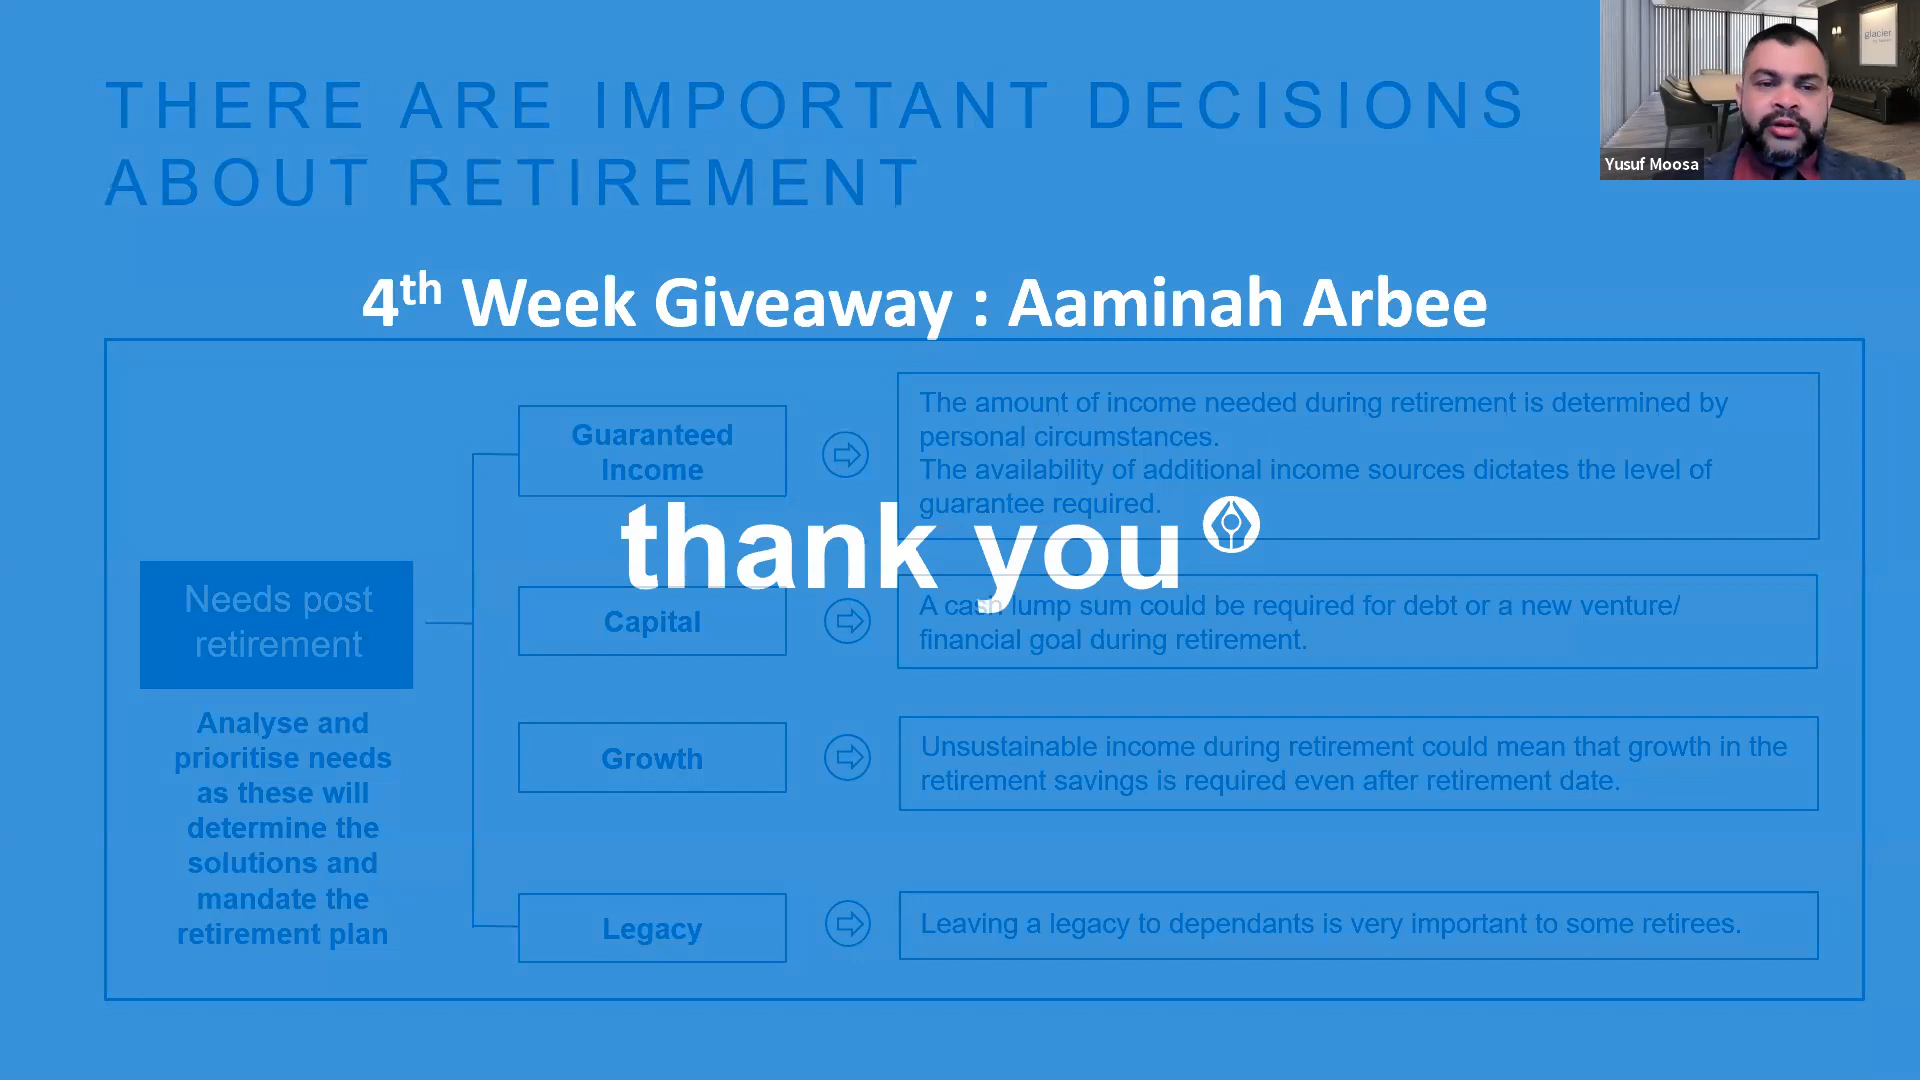 THERE ARE IMPORTANT DECISIONS
ABOUT RETIREMENT
glacier
Yusuf Moosa
4th Week Giveaway : Aaminah Arbee
Guaranteed
Income
The amount of income needed during retirement is determined by
personal circumstances.
The availability of additional income sources dictates the level of
guarantee required.
thank you
Needs post
retirement
Capital
A cash lump sum could be required for debt or a new venture/
financial goal during retirement.
Analyse and
prioritise needs
as these will
determine the
solutions and
mandate the
retirement plan
Growth
Unsustainable income during retirement could mean that growth in the
retirement savings is required even after retirement date.
Legacy
Leaving a legacy to dependants is very important to some retirees.